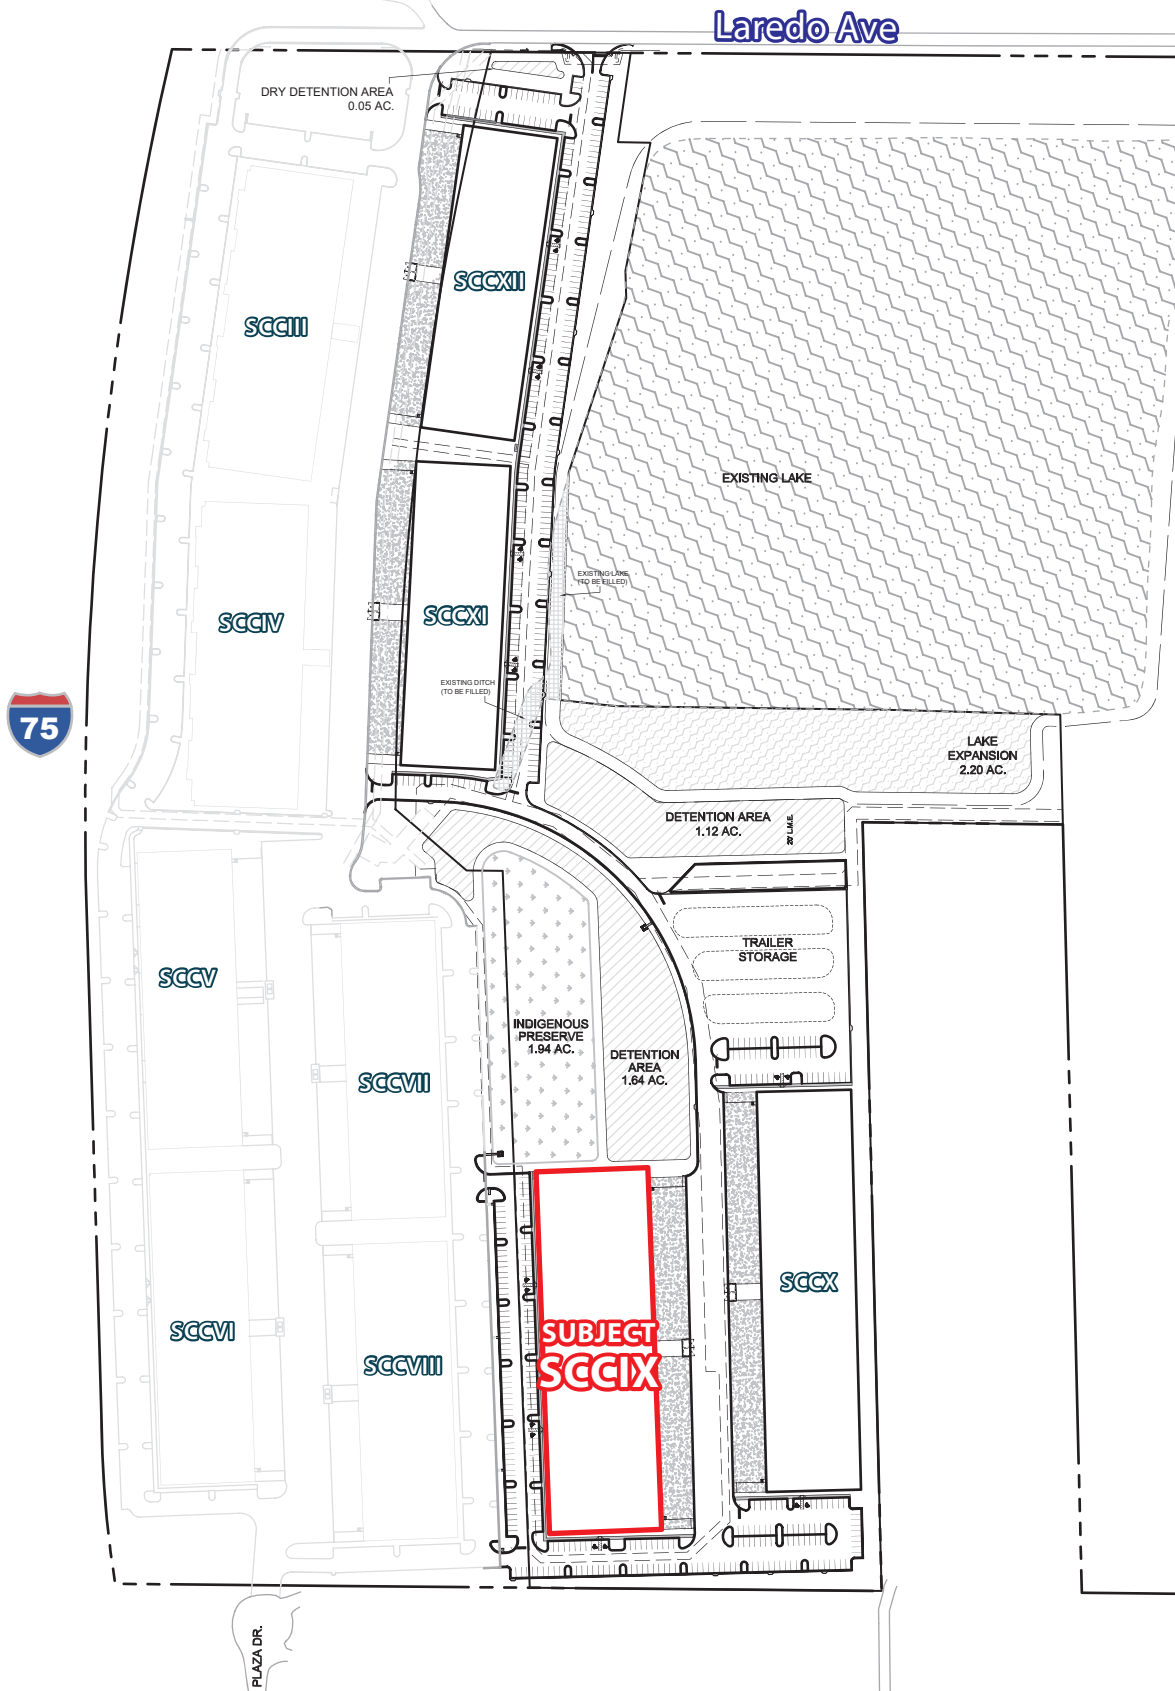 Laredo Ave
DRY DETENTION AREA
0.05 AC.
SCCXII
SCCIII
EXISTING LAKE
EXISTING LAKE
(TO BE FILLED)
SCCXI
SCCIV
EXISTING DITCH
(TO BE FILLED)
75
LAKE
EXPANSION
2.20 AC.
DETENTION AREA
1.12 AC.
20' L.M.E.
TRAILER
STORAGE
SCCV
INDIGENOUS
PRESERVE
1.94 AC.
DETENTION
AREA
1.64 AC.
SCCVII
SCCX
SCCVI
SUBJECT
SCCIX
SCCVIII
PLAZA DR.